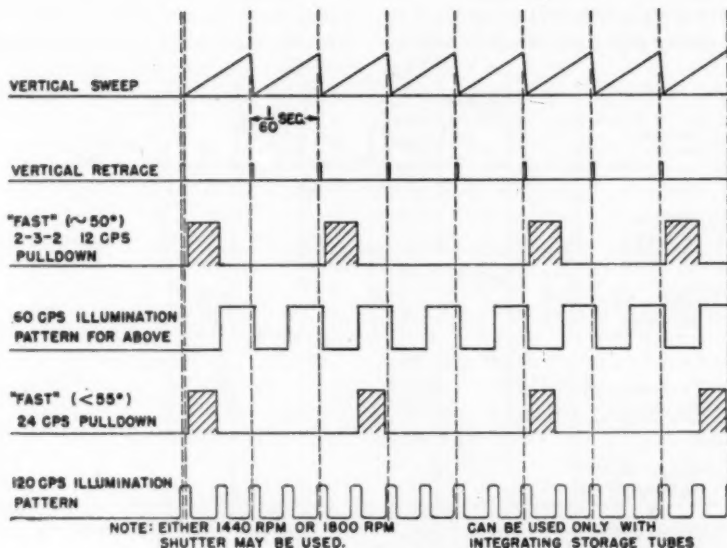 VERTICAL SWEEP
1/60 SEC.
VERTICAL RETRACE
"FAST" (~50°)
2-3-2 12 CPS
PULLDOWN
60 CPS ILLUMINATION
PATTERN FOR ABOVE
"FAST" (<55°)
24 CPS PULLDOWN
120 CPS ILLUMINATION
PATTERN
NOTE: EITHER 1440 RPM OR 1800 RPM
SHUTTER MAY BE USED.
CAN BE USED ONLY WITH
INTEGRATING STORAGE TUBES